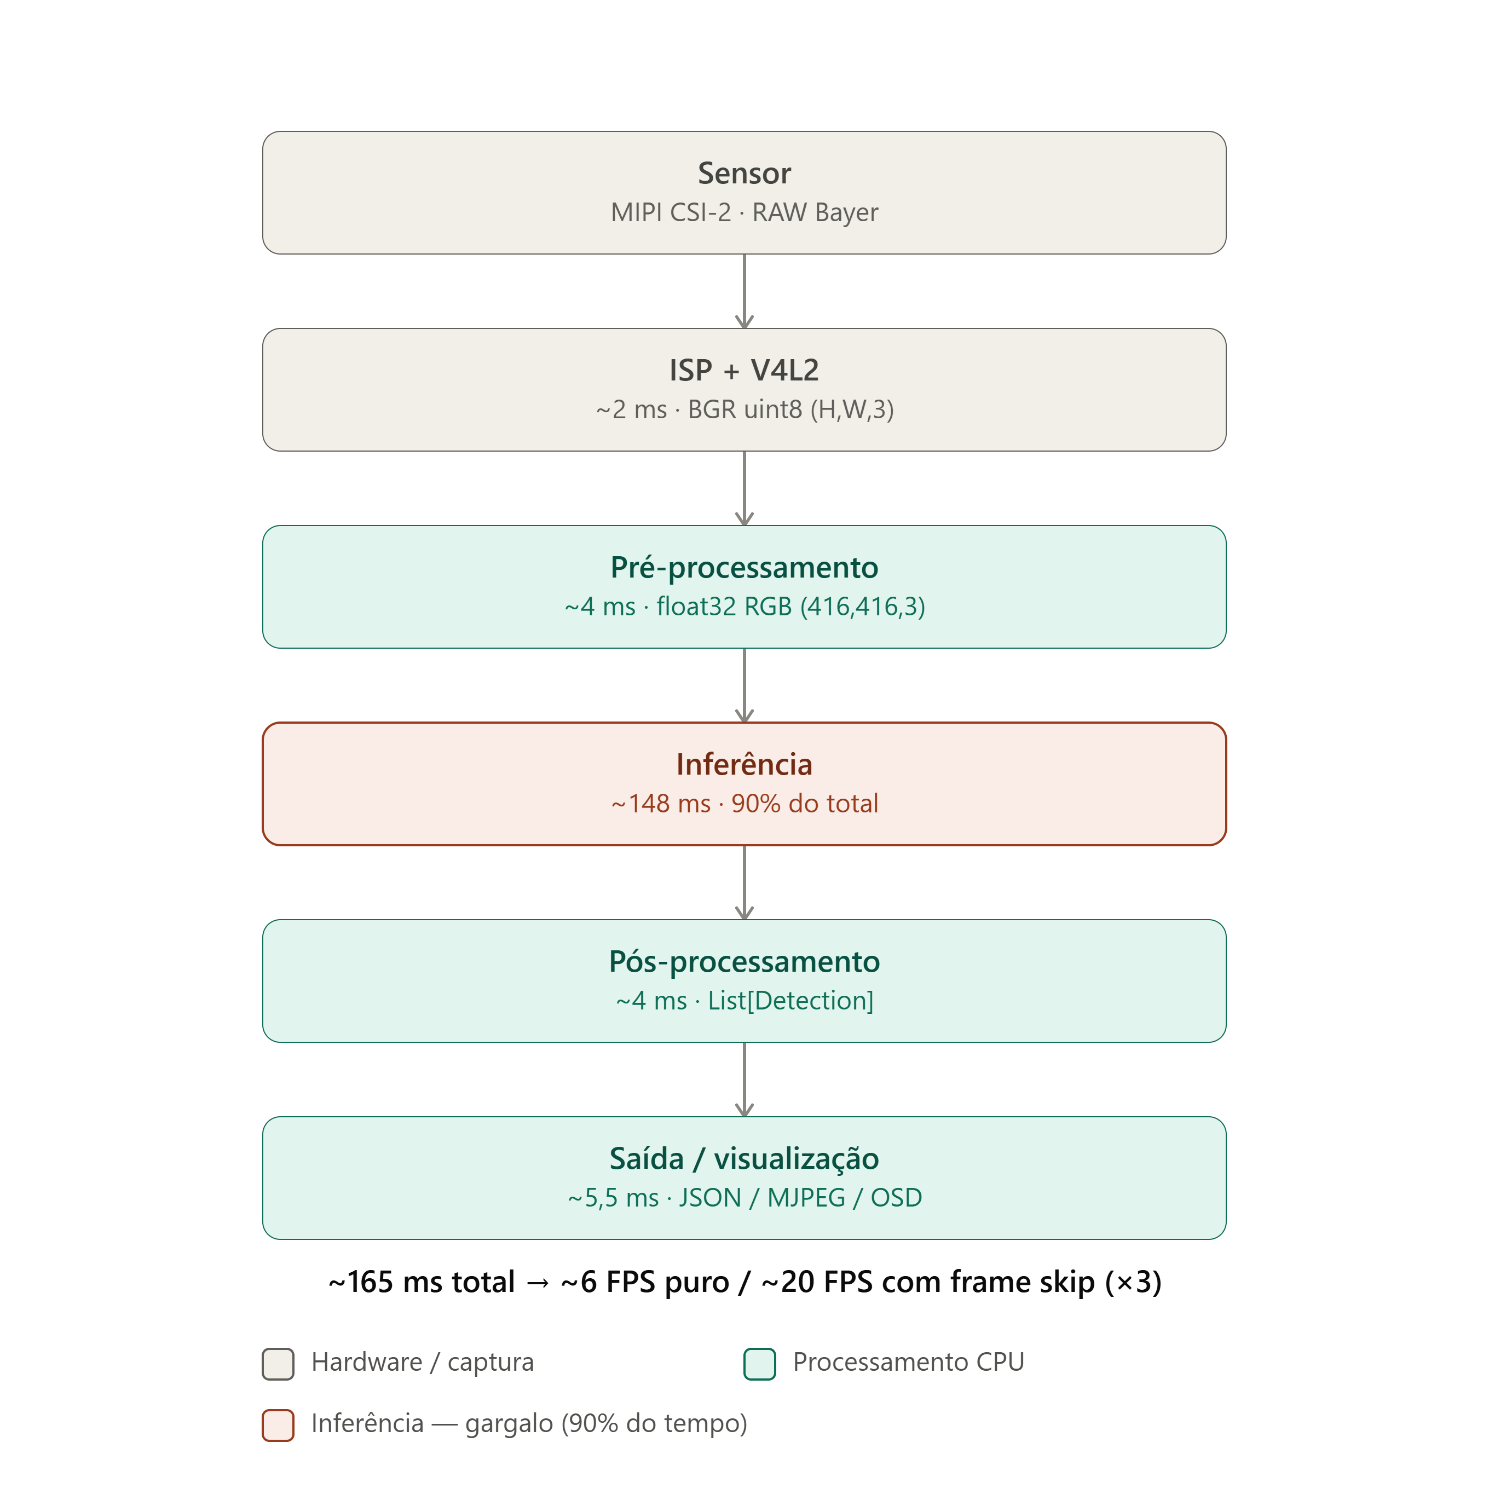 Sensor
MIPI CSI-2 · RAW Bayer
ISP + V4L2
~2 ms · BGR uint8 (H,W,3)
Pré-processamento
~4 ms · float32 RGB (416,416,3)
Inferência
~148 ms · 90% do total
Pós-processamento
~4 ms · List[Detection]
Saída / visualização
~5,5 ms · JSON / MJPEG / OSD
~165 ms total → ~6 FPS puro / ~20 FPS com frame skip (×3)
Hardware / captura
Processamento CPU
Inferência — gargalo (90% do tempo)